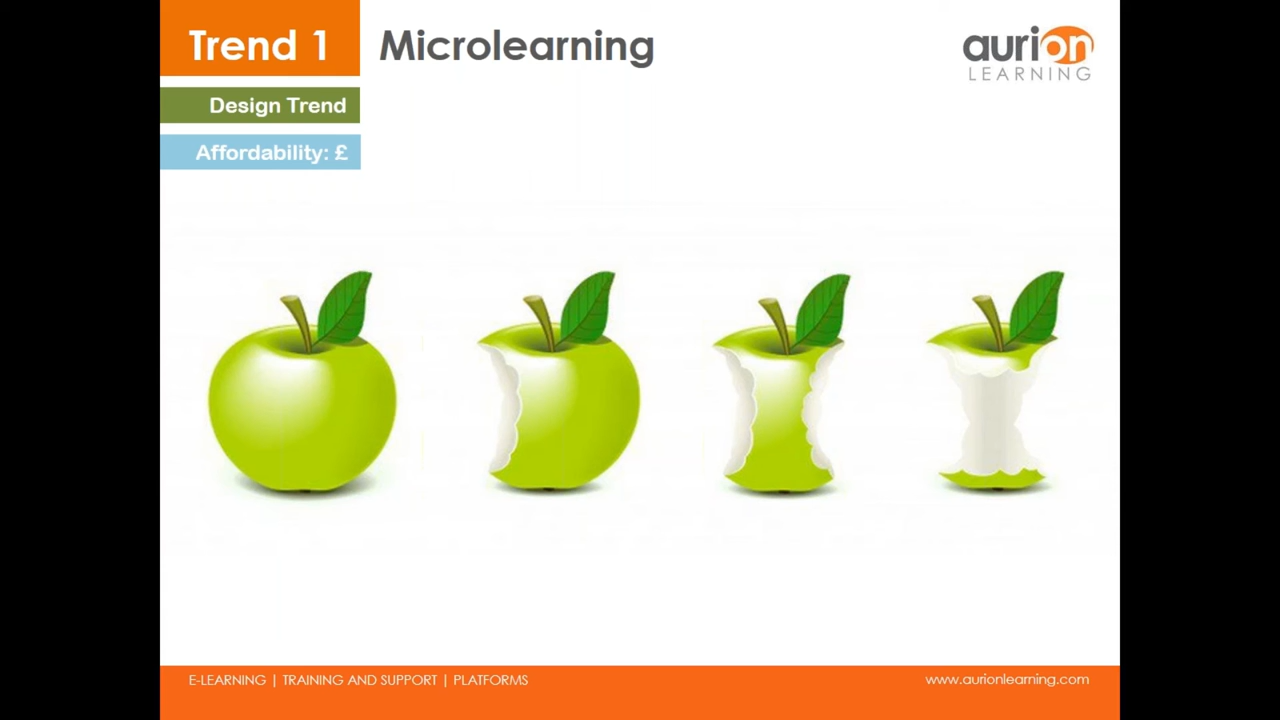 Trend 1
Microlearning
aurion
LEARNING
Design Trend
Affordability: £
E-LEARNING | TRAINING AND SUPPORT | PLATFORMS
www.aurionlearning.com